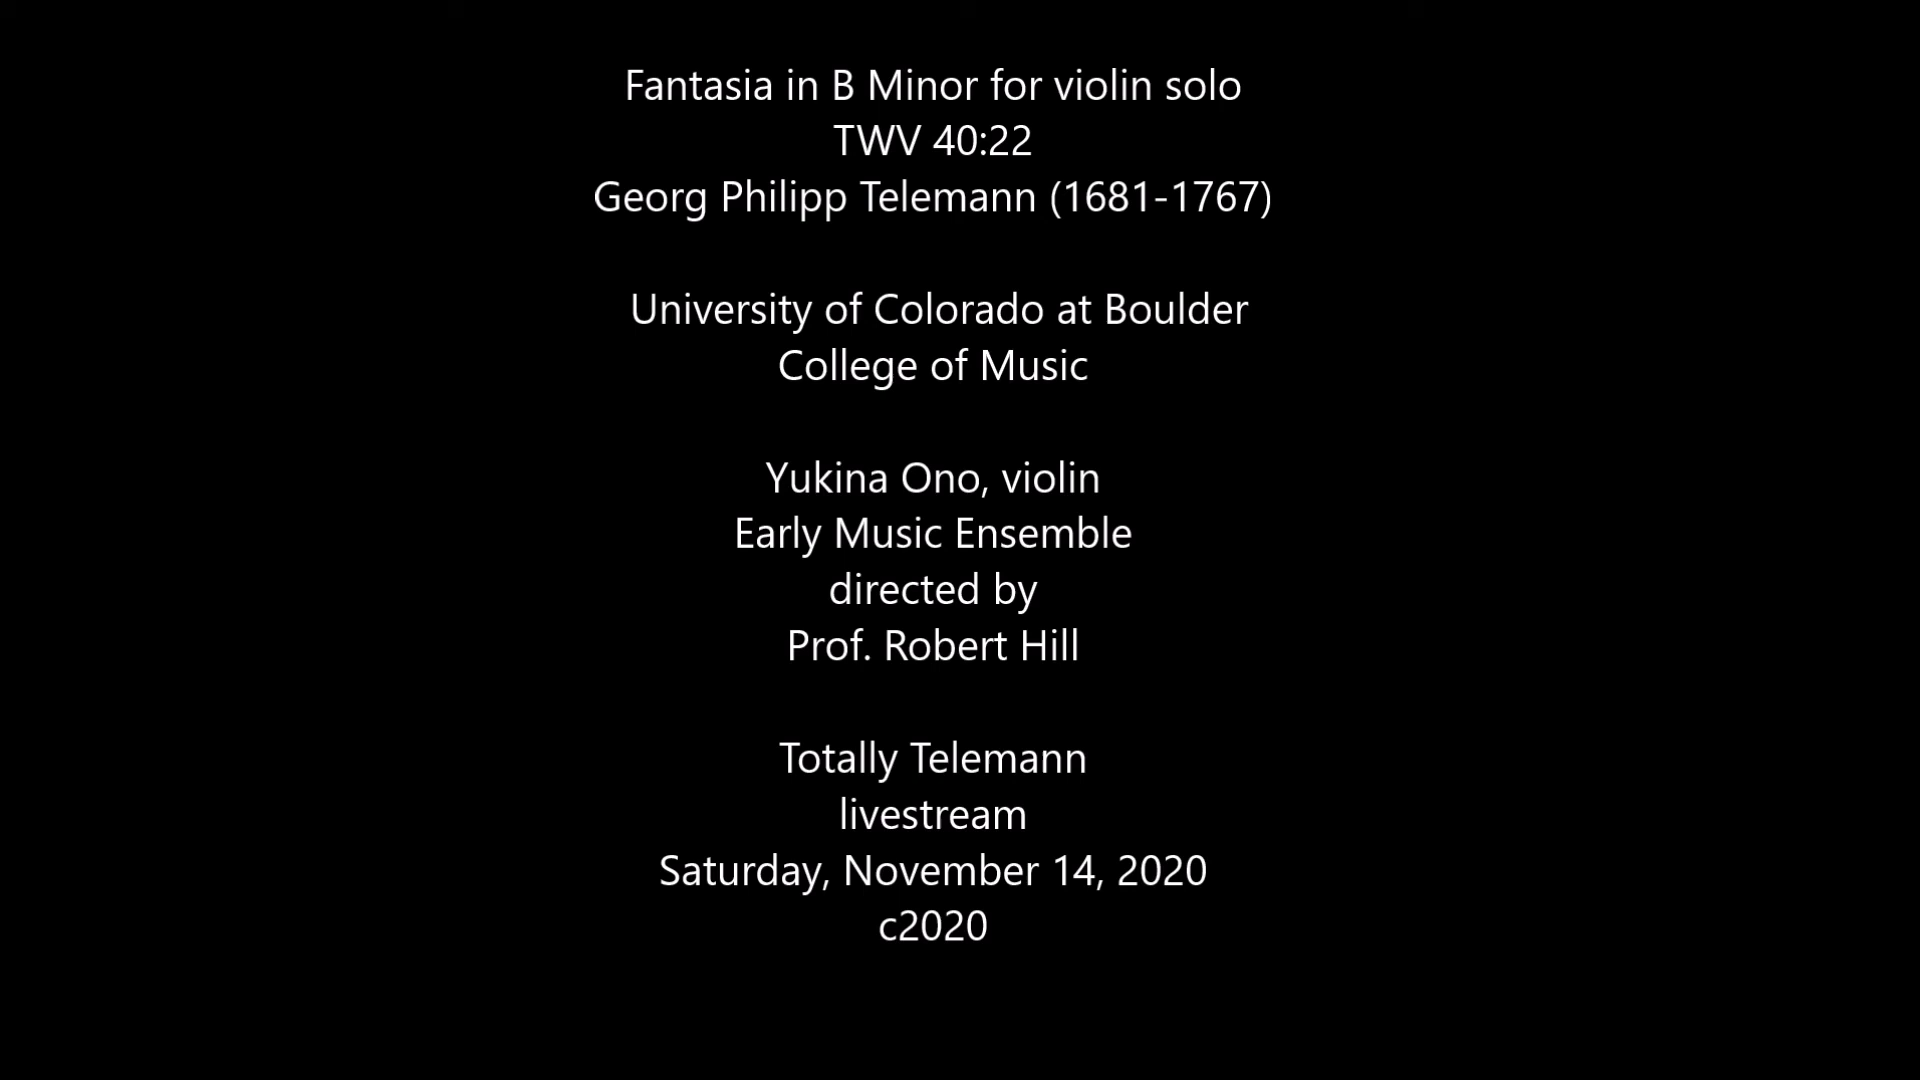 Fantasia in B Minor for violin solo
TWV 40:22
Georg Philipp Telemann (1681-1767)
University of Colorado at Boulder
College of Music
Yukina Ono, violin
Early Music Ensemble
directed by
Prof. Robert Hill
Totally Telemann
livestream
Saturday, November 14, 2020
c2020